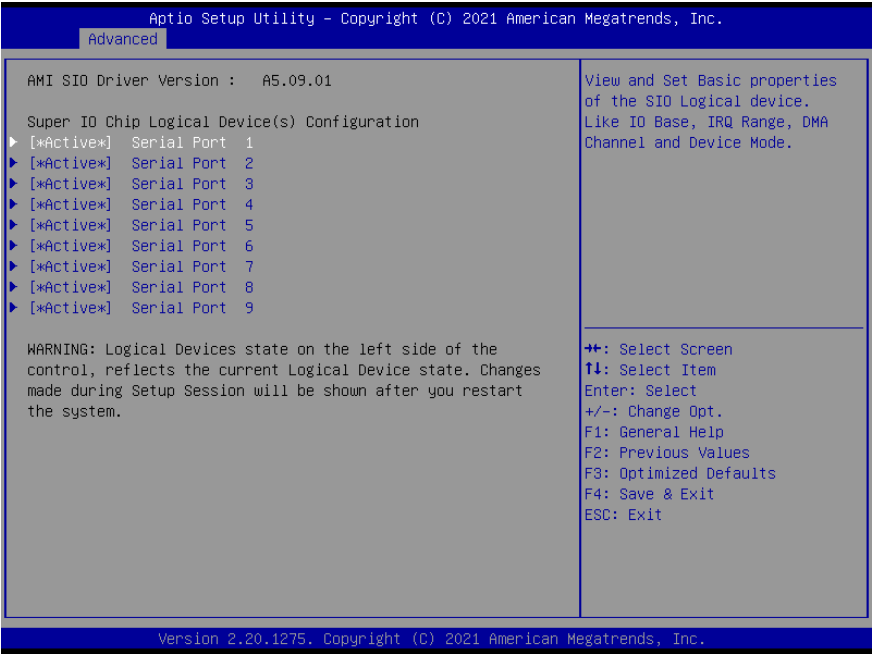 Aptio Setup Utility – Copyright (C) 2021 American Megatrends, Inc.
Advanced
AMI SIO Driver Version : A5.09.01
Super IO Chip Logical Device(s) Configuration
[*Active*] Serial Port 1
[*Active*] Serial Port 2
[*Active*] Serial Port 3
[*Active*] Serial Port 4
[*Active*] Serial Port 5
[*Active*] Serial Port 6
[*Active*] Serial Port 7
[*Active*] Serial Port 8
[*Active*] Serial Port 9
WARNING: Logical Devices state on the left side of the
control, reflects the current Logical Device state. Changes
made during Setup Session will be shown after you restart
the system.
View and Set Basic properties
of the SIO Logical device.
Like IO Base, IRQ Range, DMA
Channel and Device Mode.
→←: Select Screen
↑↓: Select Item
Enter: Select
+/-: Change Opt.
F1: General Help
F2: Previous Values
F3: Optimized Defaults
F4: Save & Exit
ESC: Exit
Version 2.20.1275. Copyright (C) 2021 American Megatrends, Inc.